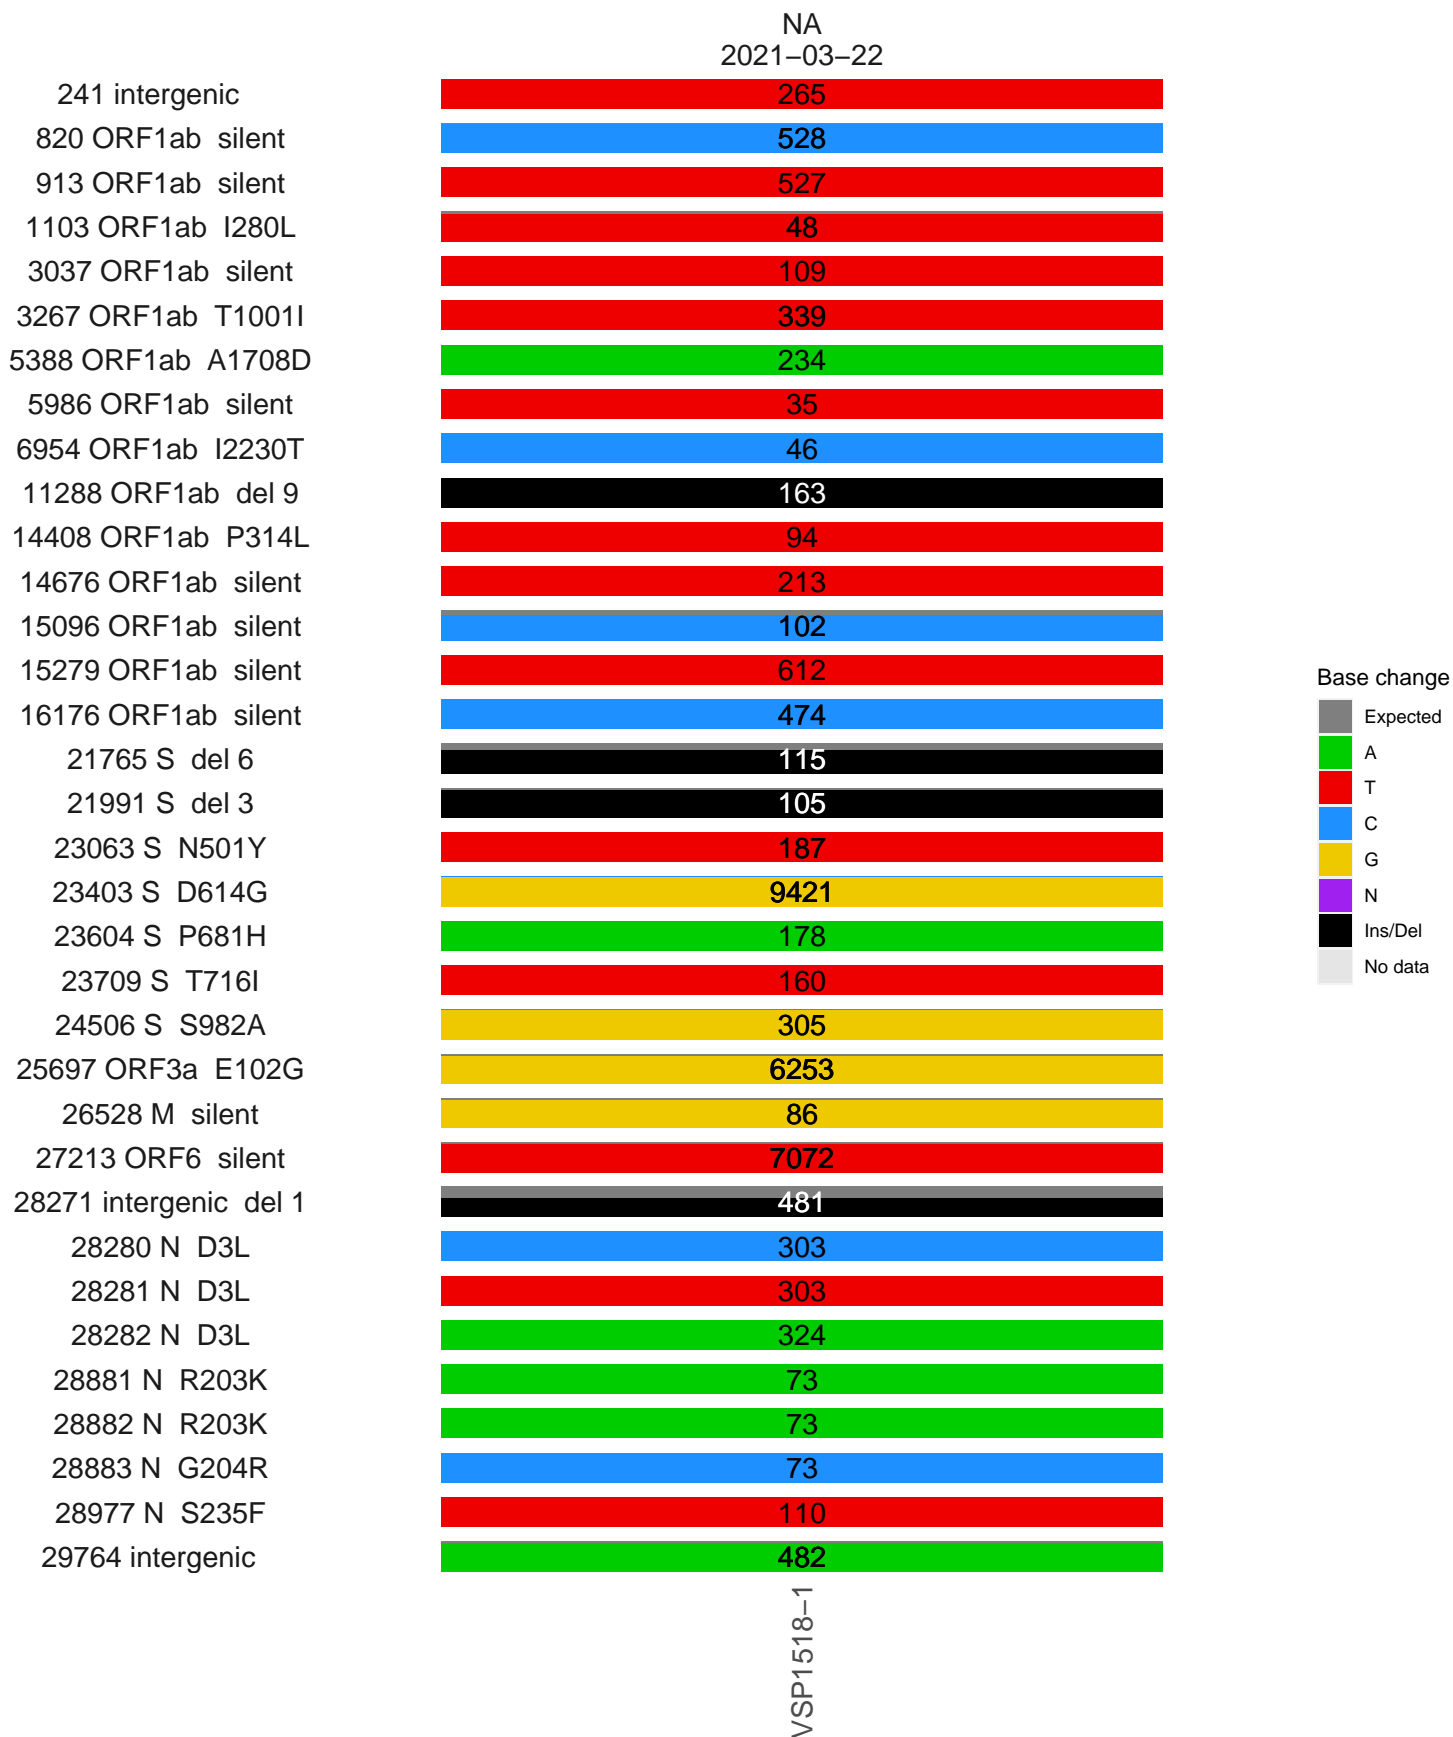 NA
2021−03−22
241 intergenic 265
820 ORF1ab silent 528
913 ORF1ab silent 527
1103 ORF1ab I280L 48
3037 ORF1ab silent 109
3267 ORF1ab T1001I 339
5388 ORF1ab A1708D 234
5986 ORF1ab silent 35
6954 ORF1ab I2230T 46
11288 ORF1ab del 9 163
14408 ORF1ab P314L 94
14676 ORF1ab silent 213
15096 ORF1ab silent 102
15279 ORF1ab silent 612
16176 ORF1ab silent 474
21765 S del 6 115
21991 S del 3 105
23063 S N501Y 187
23403 S D614G 9421
23604 S P681H 178
23709 S T716I 160
24506 S S982A 305
25697 ORF3a E102G 6253
26528 M silent 86
27213 ORF6 silent 7072
28271 intergenic del 1 481
28280 N D3L 303
28281 N D3L 303
28282 N D3L 324
28881 N R203K 73
28882 N R203K 73
28883 N G204R 73
28977 N S235F 110
29764 intergenic 482
VSP1518−1
Base change
Expected
A
T
C
G
N
Ins/Del
No data